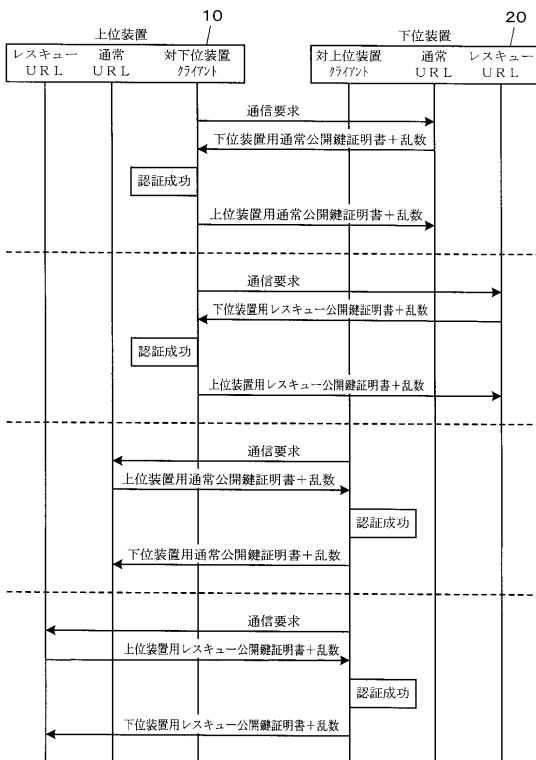 10
20
上位装置
下位装置
レスキュー
URL
通常
URL
対下位装置
クライアント
対上位装置
クライアント
通常
URL
レスキュー
URL
通信要求
下位装置用通常公開鍵証明書+乱数
認証成功
上位装置用通常公開鍵証明書+乱数
通信要求
下位装置用レスキュー公開鍵証明書+乱数
認証成功
上位装置用レスキュー公開鍵証明書+乱数
通信要求
上位装置用通常公開鍵証明書+乱数
認証成功
下位装置用通常公開鍵証明書+乱数
通信要求
上位装置用レスキュー公開鍵証明書+乱数
認証成功
下位装置用レスキュー公開鍵証明書+乱数